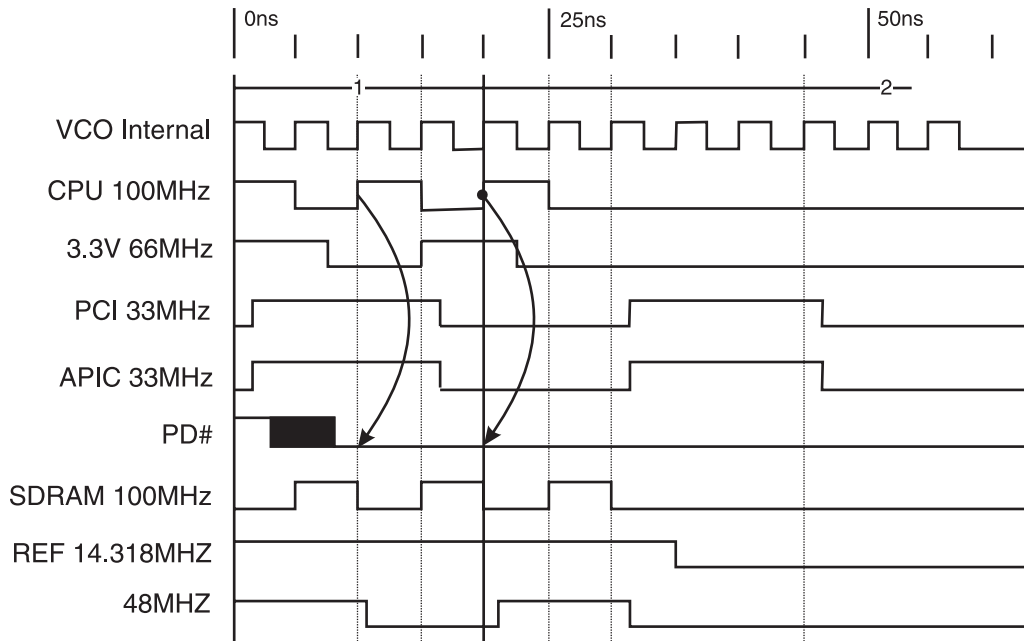 0ns 25ns 50ns
1 2
VCO Internal
CPU 100MHz
3.3V 66MHz
PCI 33MHz
APIC 33MHz
PD#
SDRAM 100MHz
REF 14.318MHZ
48MHZ